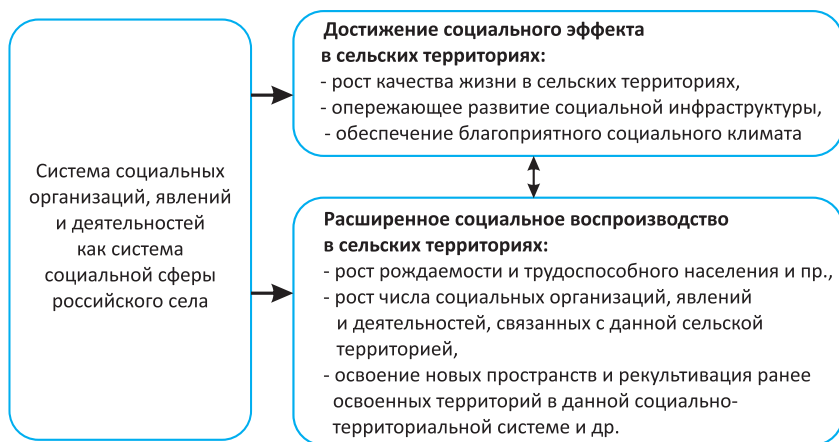 Система социальных
организаций, явлений
и деятельностей
как система
социальной сферы
российского села
Достижение социального эффекта
в сельских территориях:
- рост качества жизни в сельских территориях,
- опережающее развитие социальной инфраструктуры,
- обеспечение благоприятного социального климата
Расширенное социальное воспроизводство
в сельских территориях:
- рост рождаемости и трудоспособного населения и пр.,
- рост числа социальных организаций, явлений
и деятельностей, связанных с данной сельской
территорией,
- освоение новых пространств и рекультивация ранее
освоенных территорий в данной социально-
территориальной системе и др.